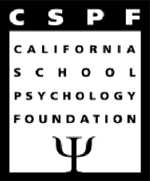 CSPF
CALIFORNIA
SCHOOL
PSYCHOLOGY
FOUNDATION
Ψ